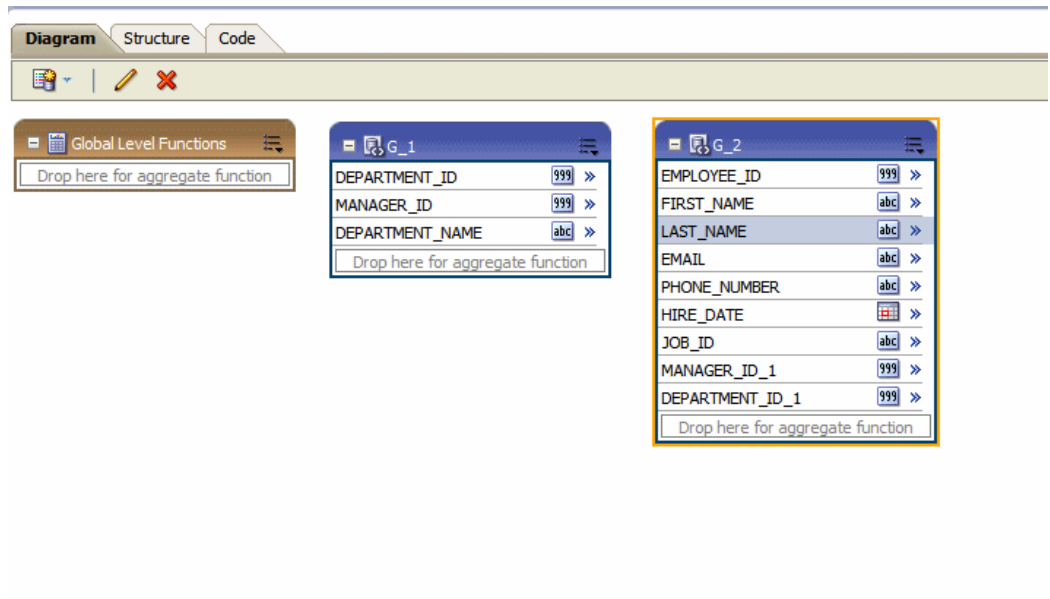 Diagram
Structure
Code
Global Level Functions
Drop here for aggregate function
G_1
DEPARTMENT_ID 999
MANAGER_ID 999
DEPARTMENT_NAME abc
Drop here for aggregate function
G_2
EMPLOYEE_ID 999
FIRST_NAME abc
LAST_NAME abc
EMAIL abc
PHONE_NUMBER abc
HIRE_DATE
JOB_ID abc
MANAGER_ID_1 999
DEPARTMENT_ID_1 999
Drop here for aggregate function